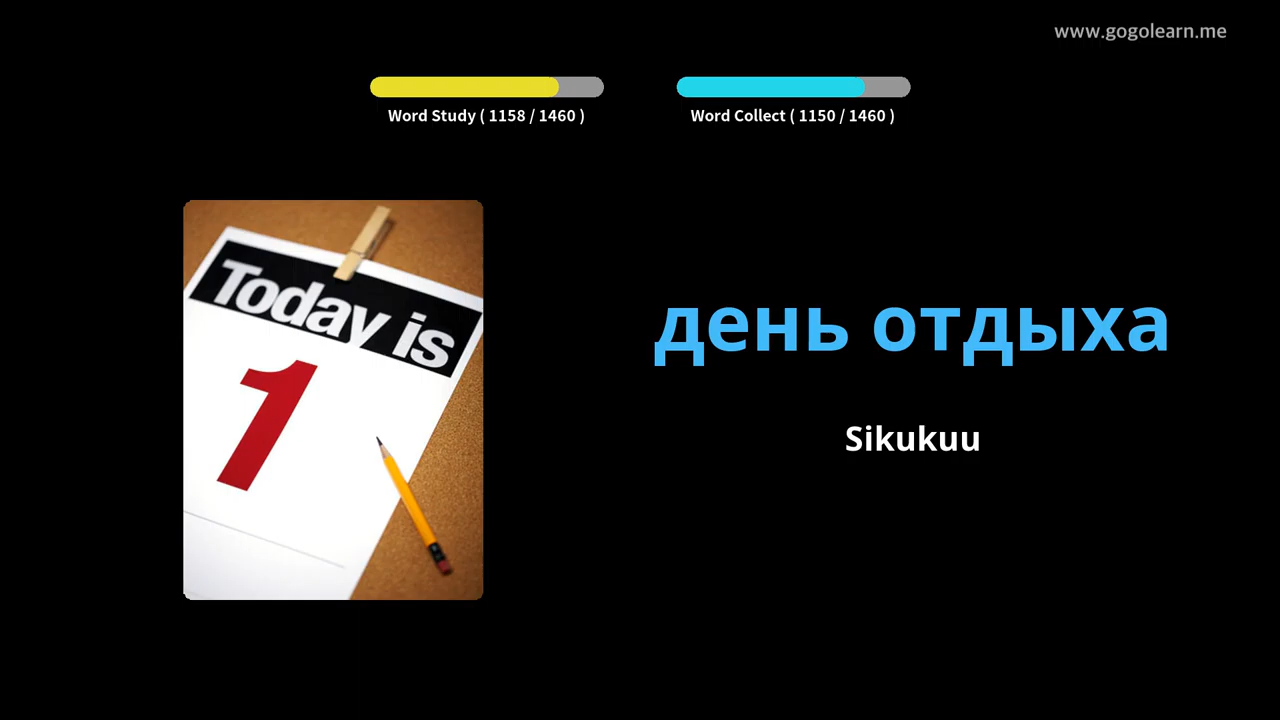 www.gogolearn.me
Word Study ( 1158 / 1460 )
Word Collect ( 1150 / 1460 )
Today is
1
день отдыха
Sikukuu